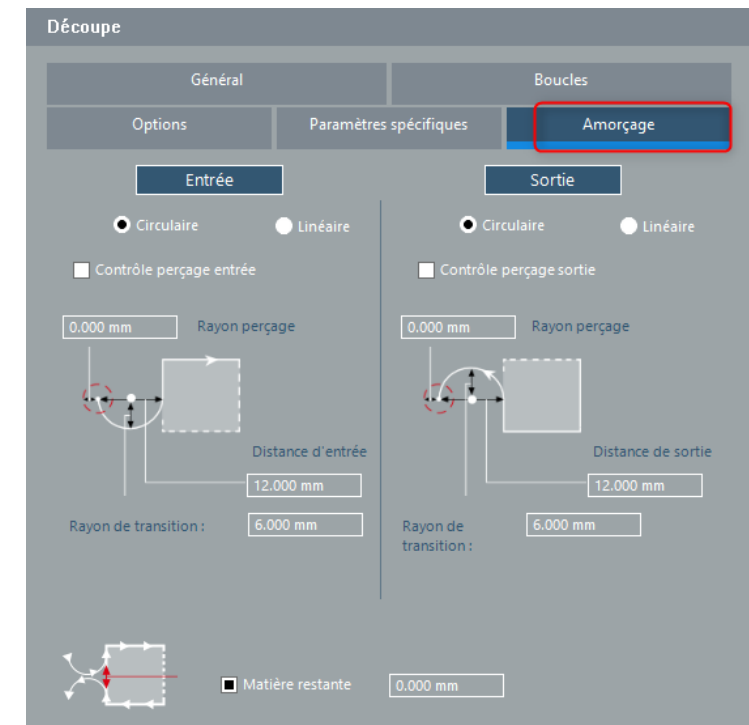 Découpe
Général
Boucles
Options
Paramètres spécifiques
Amorçage
Entrée
Sortie
Circulaire
Linéaire
Circulaire
Linéaire
Contrôle perçage entrée
Contrôle perçage sortie
0.000 mm
Rayon perçage
0.000 mm
Rayon perçage
Distance d'entrée
Distance de sortie
12.000 mm
12.000 mm
Rayon de transition :
6.000 mm
Rayon de
transition :
6.000 mm
Matière restante
0.000 mm